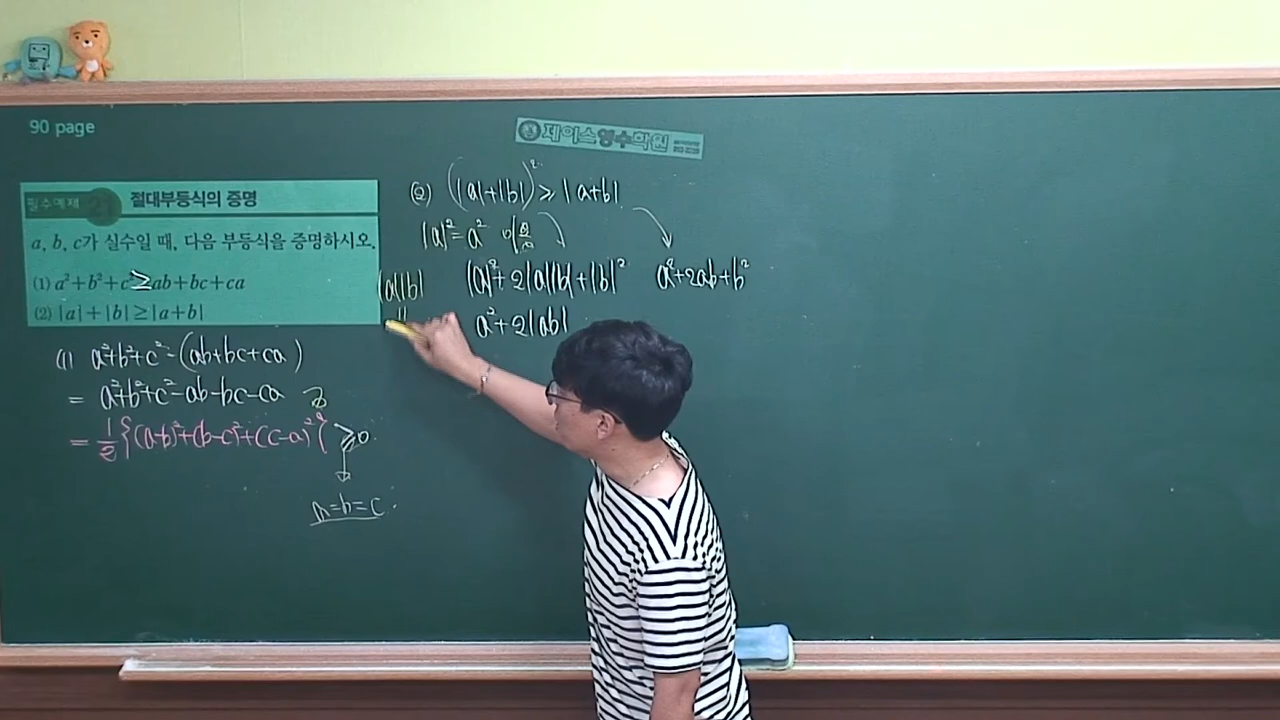 90 page
제이스영수학원
필수예제 21 절대부등식의 증명
a, b, c가 실수일 때, 다음 부등식을 증명하시오.
(1) a²+b²+c²≥ab+bc+ca
(2) |a|+|b|≥|a+b|
(1) a²+b²+c²-(ab+bc+ca)
= a²+b²+c²-ab-bc-ca
= 1/2{(a-b)²+(b-c)²+(c-a)²} ≥0
a=b=c
(2) (|a|+|b|)² ≥ |a+b|
|a|²=a² 이용
|a||b|
"
|a|²+2|a||b|+|b|² a²+2ab+b²
a²+2|ab|